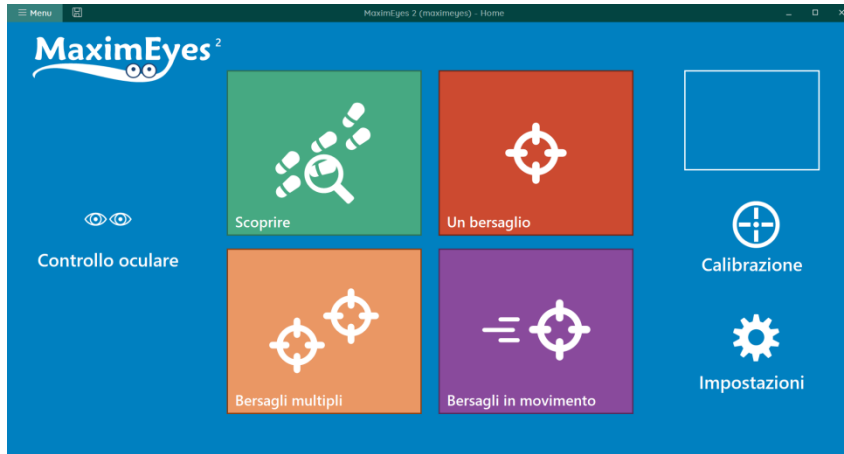 Menu
MaximEyes 2 (maximeyes) - Home
MaximEyes 2
Scoprire
Un bersaglio
Controllo oculare
Calibrazione
Bersagli multipli
Bersagli in movimento
Impostazioni